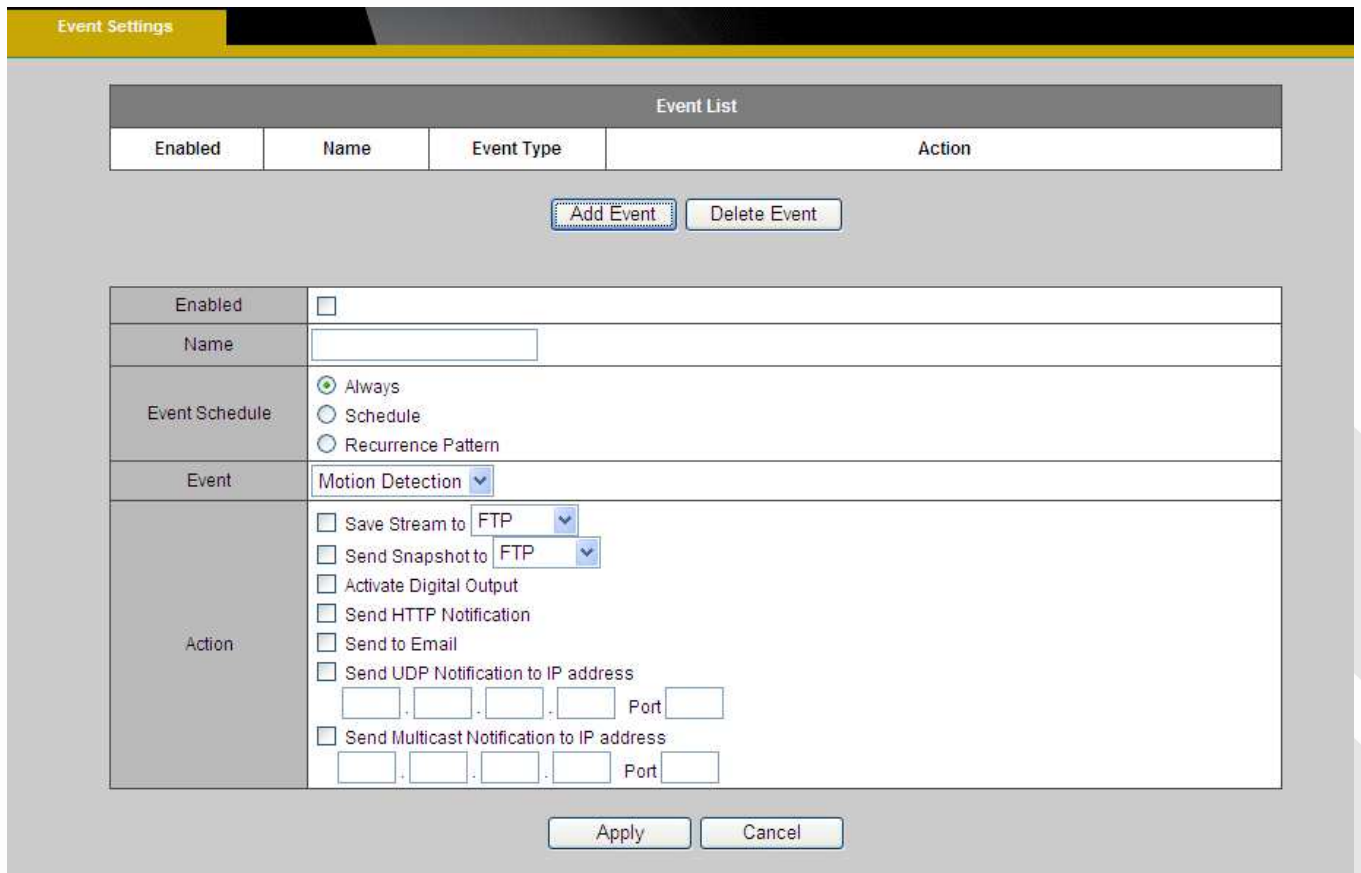 Event Settings
Event List
Enabled Name Event Type Action
Add Event Delete Event
Enabled
Name
Event Schedule
Always
Schedule
Recurrence Pattern
Event Motion Detection
Action
Save Stream to FTP
Send Snapshot to FTP
Activate Digital Output
Send HTTP Notification
Send to Email
Send UDP Notification to IP address
. . . Port
Send Multicast Notification to IP address
. . . Port
Apply Cancel